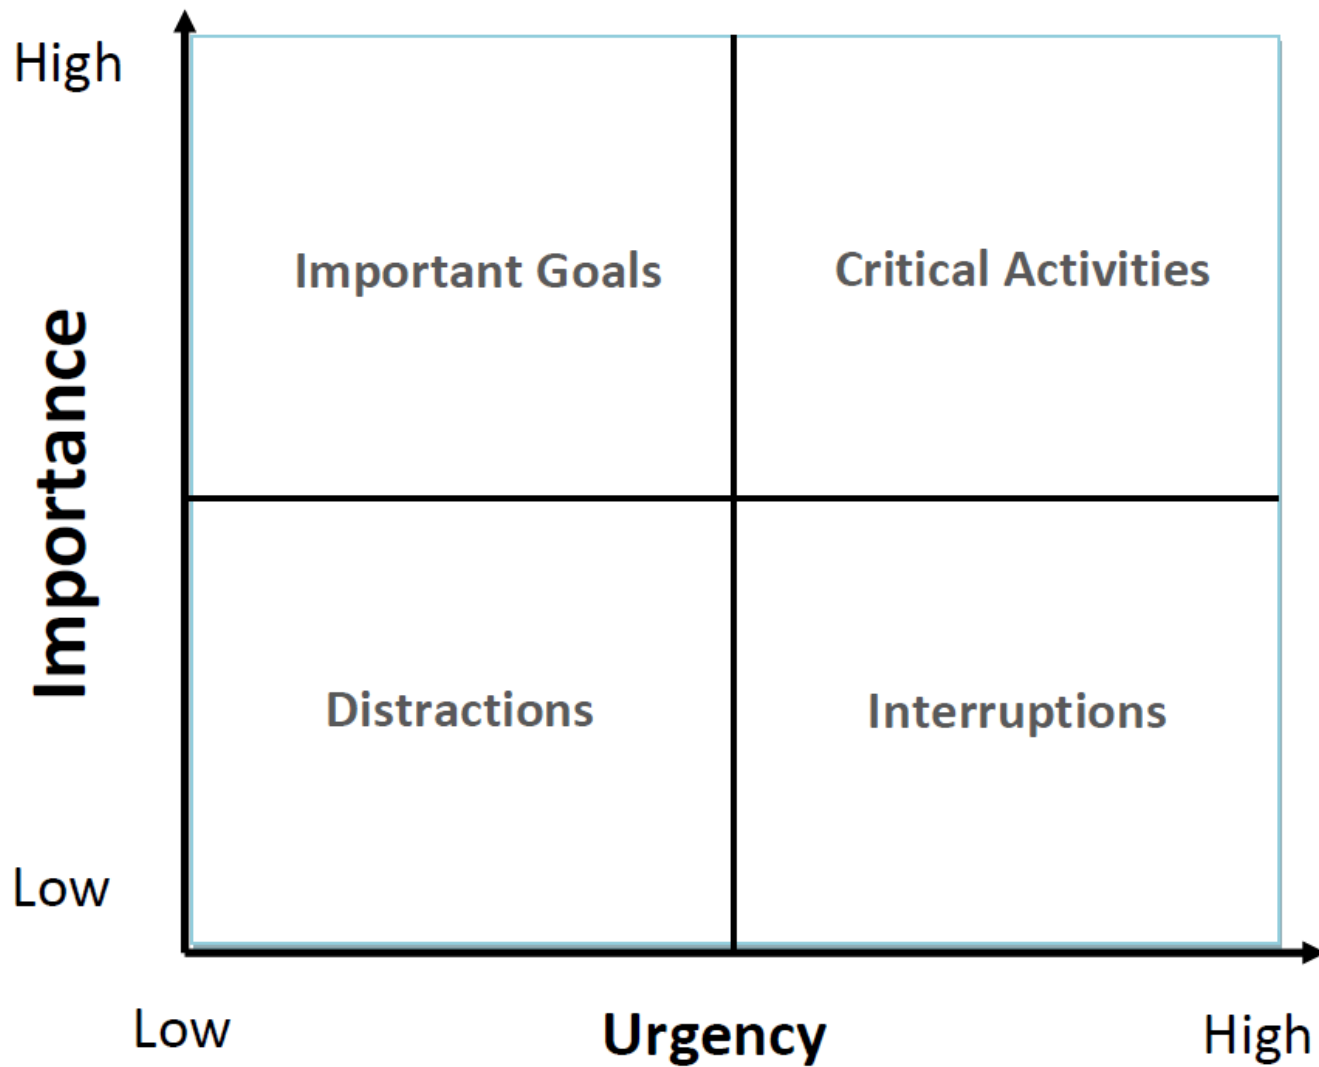 High
Important Goals
Critical Activities
Importance
Distractions
Interruptions
Low
Low
Urgency
High